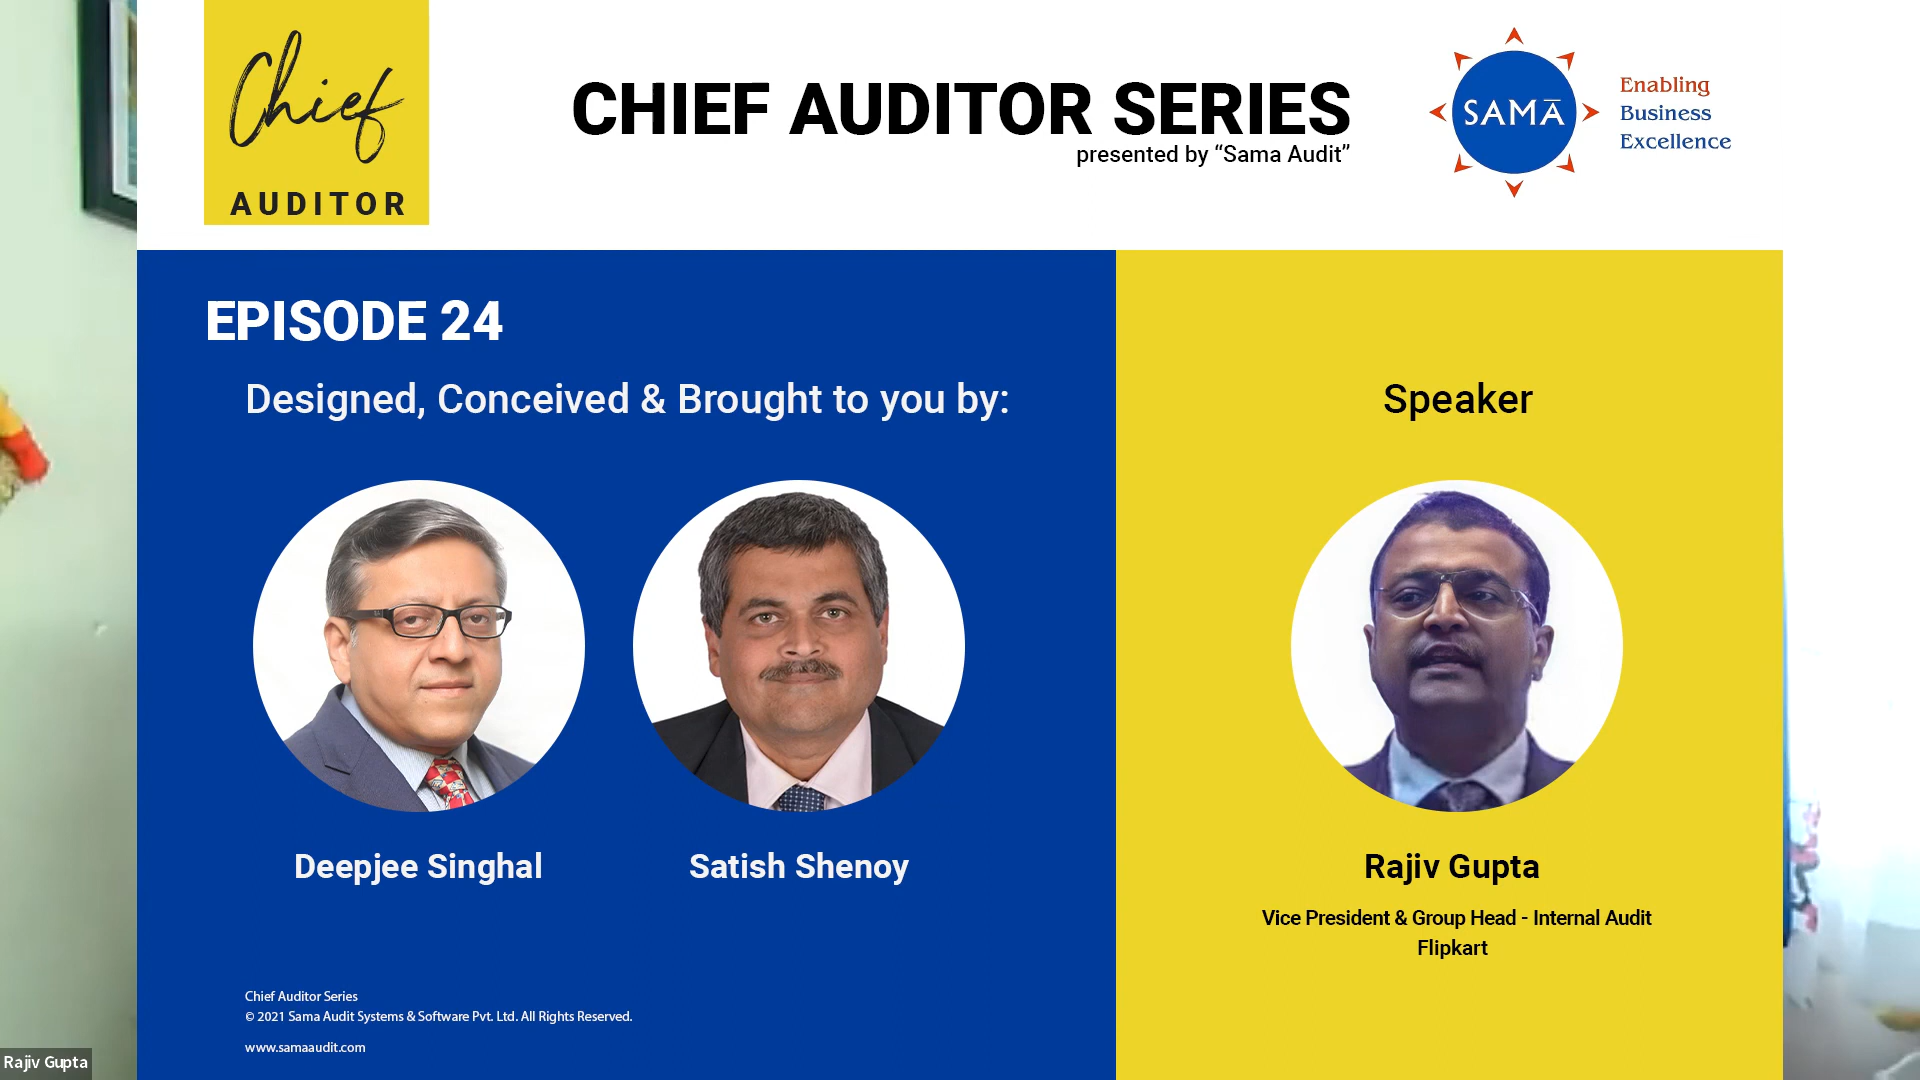 Chief
AUDITOR
CHIEF AUDITOR SERIES
presented by “Sama Audit”
SAMĀ
Enabling
Business
Excellence
EPISODE 24
Designed, Conceived & Brought to you by:
Deepjee Singhal
Satish Shenoy
Speaker
Rajiv Gupta
Vice President & Group Head - Internal Audit
Flipkart
Chief Auditor Series
© 2021 Sama Audit Systems & Software Pvt. Ltd. All Rights Reserved.
www.samaaudit.com
Rajiv Gupta